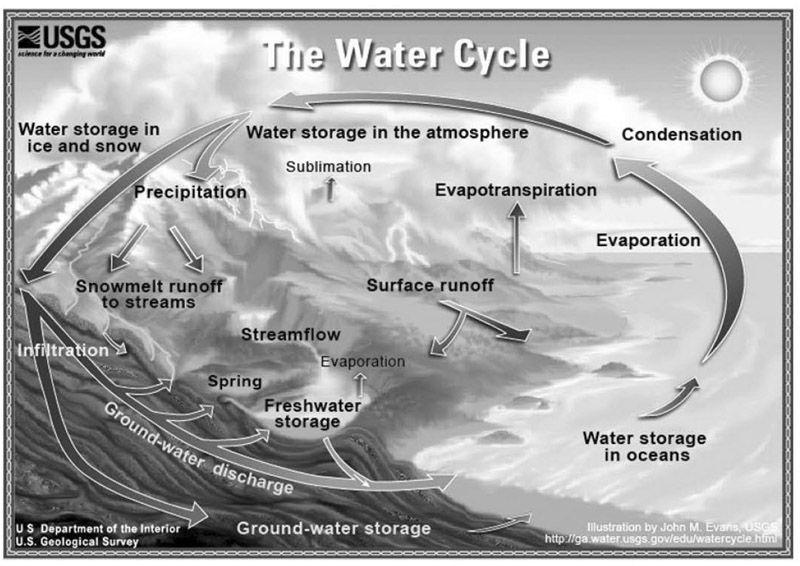 USGS
science for a changing world
The Water Cycle
Water storage in
ice and snow
Water storage in the atmosphere
Condensation
Sublimation
Precipitation
Evapotranspiration
Evaporation
Snowmelt runoff
to streams
Surface runoff
Streamflow
Infiltration
Evaporation
Spring
Freshwater
storage
Ground-water discharge
Water storage
in oceans
Ground-water storage
U S Department of the Interior
U.S. Geological Survey
Illustration by John M. Evans, USGS
http://ga.water.usgs.gov/edu/watercycle.html